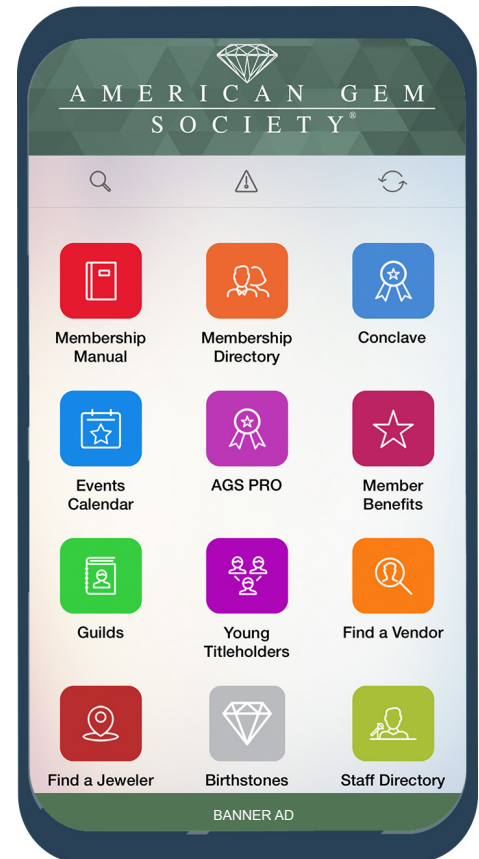 AMERICAN GEM
SOCIETY®
Membership
Manual
Membership
Directory
Conclave
Events
Calendar
AGS PRO
Member
Benefits
Guilds
Young
Titleholders
Find a Vendor
Find a Jeweler
Birthstones
Staff Directory
BANNER AD